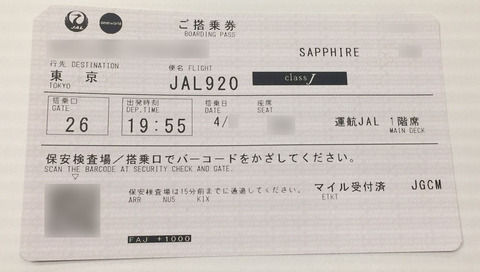 JAL oneworld
ご搭乗券
BOARDING PASS
SAPPHIRE
行先 DESTINATION 便名 FLIGHT
東京 JAL920 class J
TOKYO
搭乗口 出発時刻 搭乗日 座席
GATE DEP.TIME DATE SEAT
26 19:55 4/ 運航JAL 1階席
MAIN DECK
保安検査場/搭乗口でバーコードをかざしてください。
SCAN THE BARCODE AT SECURITY CHECK AND GATE.
保安検査場は15分前までに通過してください。 マイル受付済 JGCM
ARR NU5 KIX ETKT
FAJ +1000